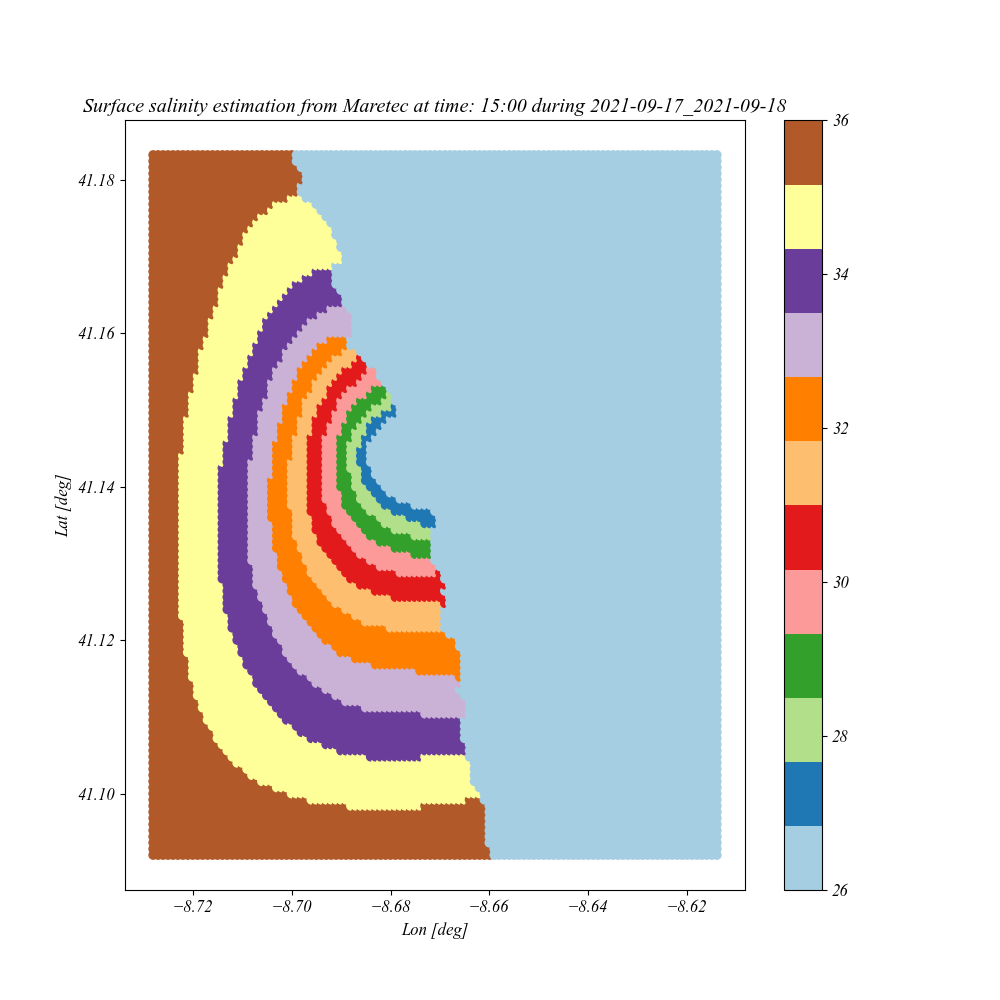 Surface salinity estimation from Maretec at time: 15:00 during 2021-09-17_2021-09-18
36
41.18
34
41.16
32
Lat [deg]
41.14
30
41.12
28
41.10
26
−8.72 −8.70 −8.68 −8.66 −8.64 −8.62
Lon [deg]